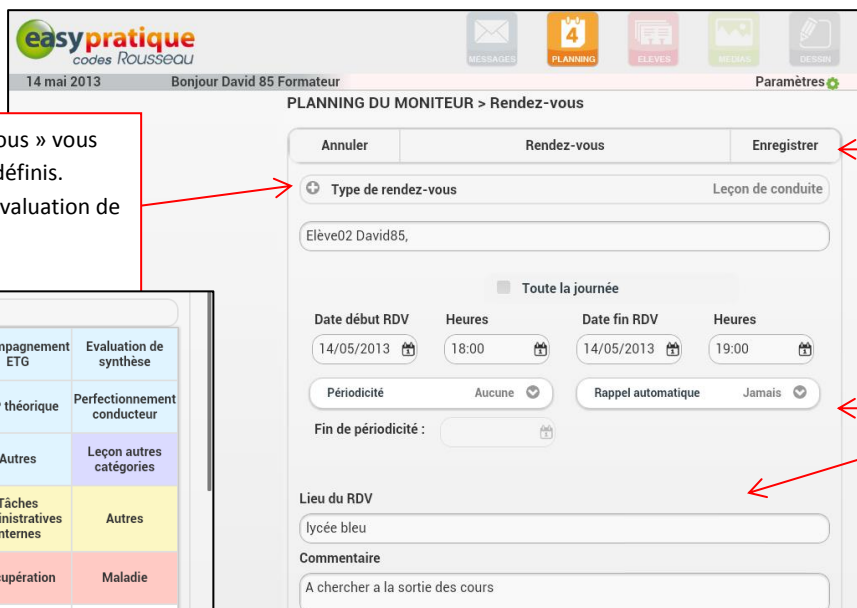 easypratique
codes Rousseau
MESSAGES PLANNING ELEVES MEDIAS DESSIN
4
14 mai 2013 Bonjour David 85 Formateur Paramètres
PLANNING DU MONITEUR > Rendez-vous
Annuler Rendez-vous Enregistrer
Type de rendez-vous Leçon de conduite
Elève02 David85,
Toute la journée
Date début RDV Heures Date fin RDV Heures
14/05/2013 18:00 14/05/2013 19:00
Périodicité Aucune Rappel automatique Jamais
Fin de périodicité :
Lieu du RDV
lycée bleu
Commentaire
A chercher a la sortie des cours
ous » vous
définis.
évaluation de
mpagnement
ETG
Evaluation de
synthèse
théorique
Perfectionnement
conducteur
Autres
Leçon autres
catégories
Tâches
inistratives
nternes
Autres
cupération
Maladie